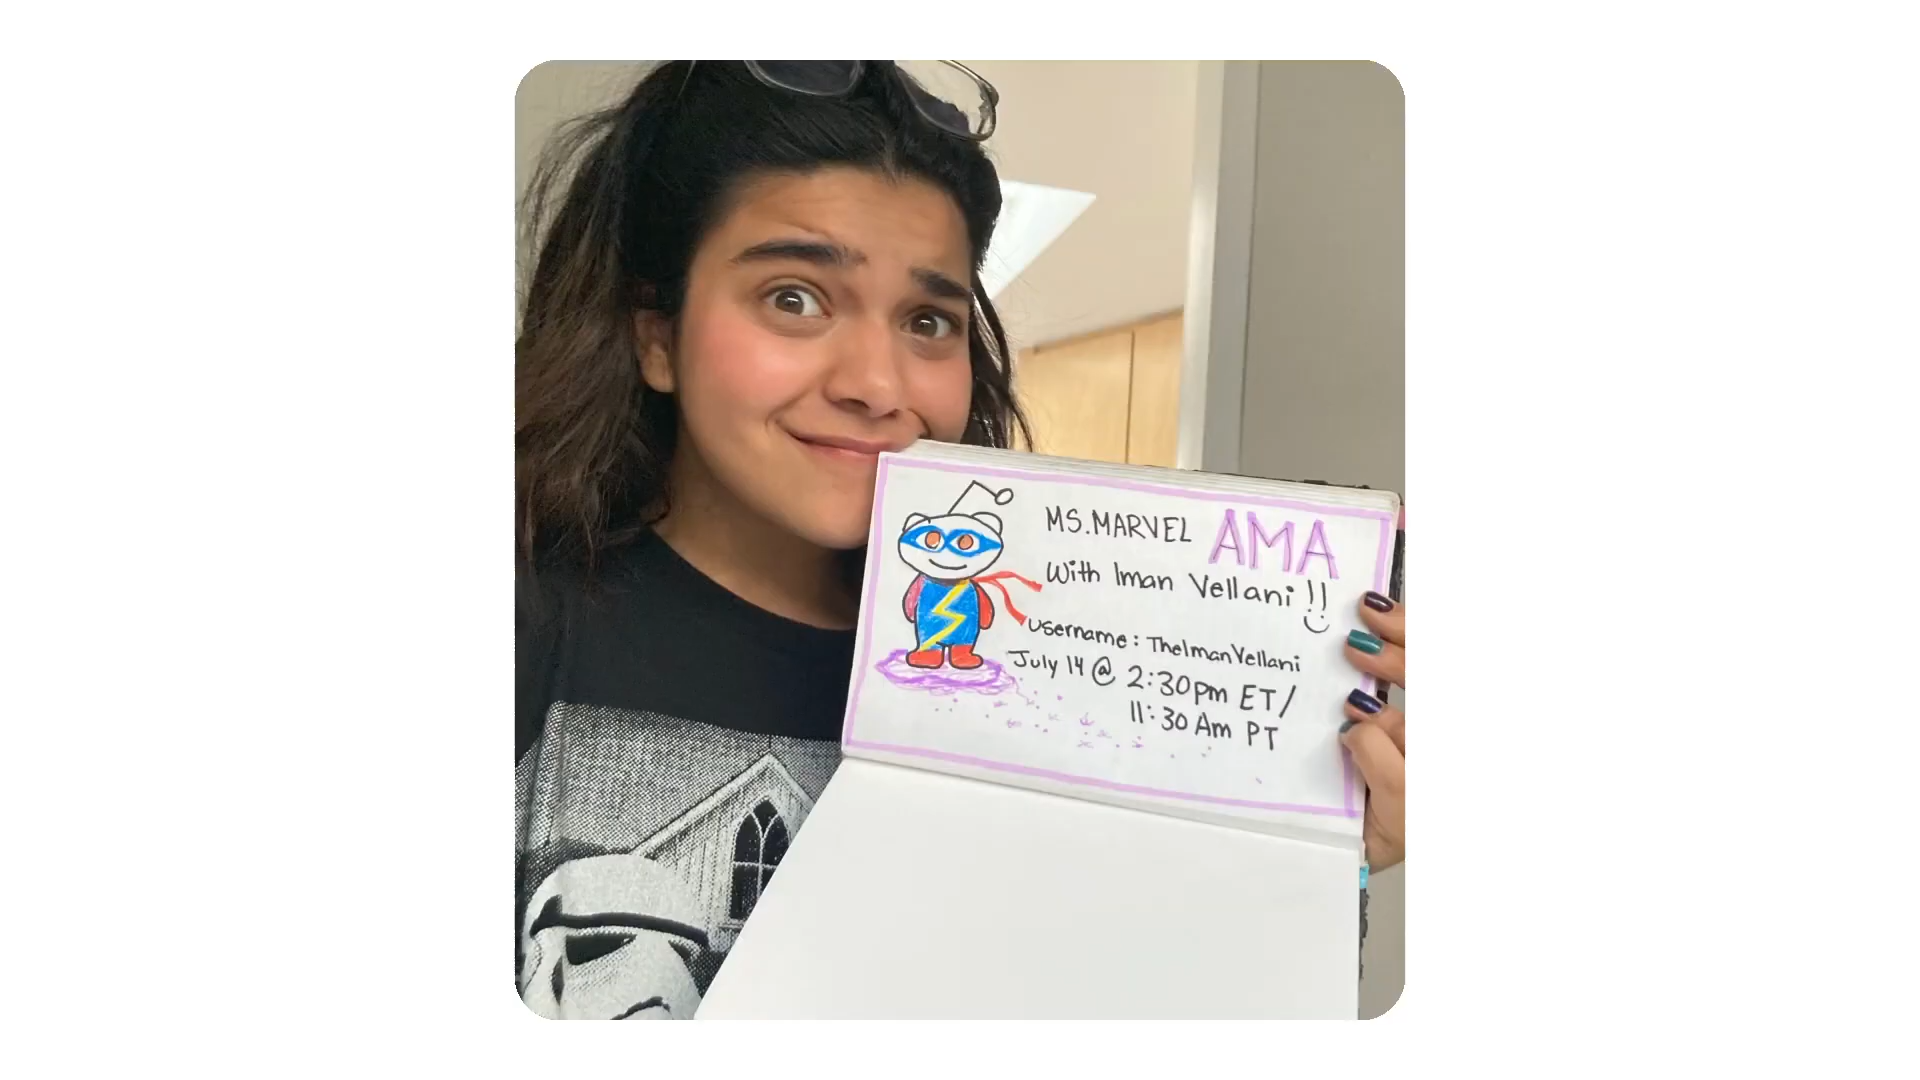 MS. MARVEL AMA
With Iman Vellani !!
username: TheImanVellani
July 14 @ 2:30pm ET/
11:30 Am PT